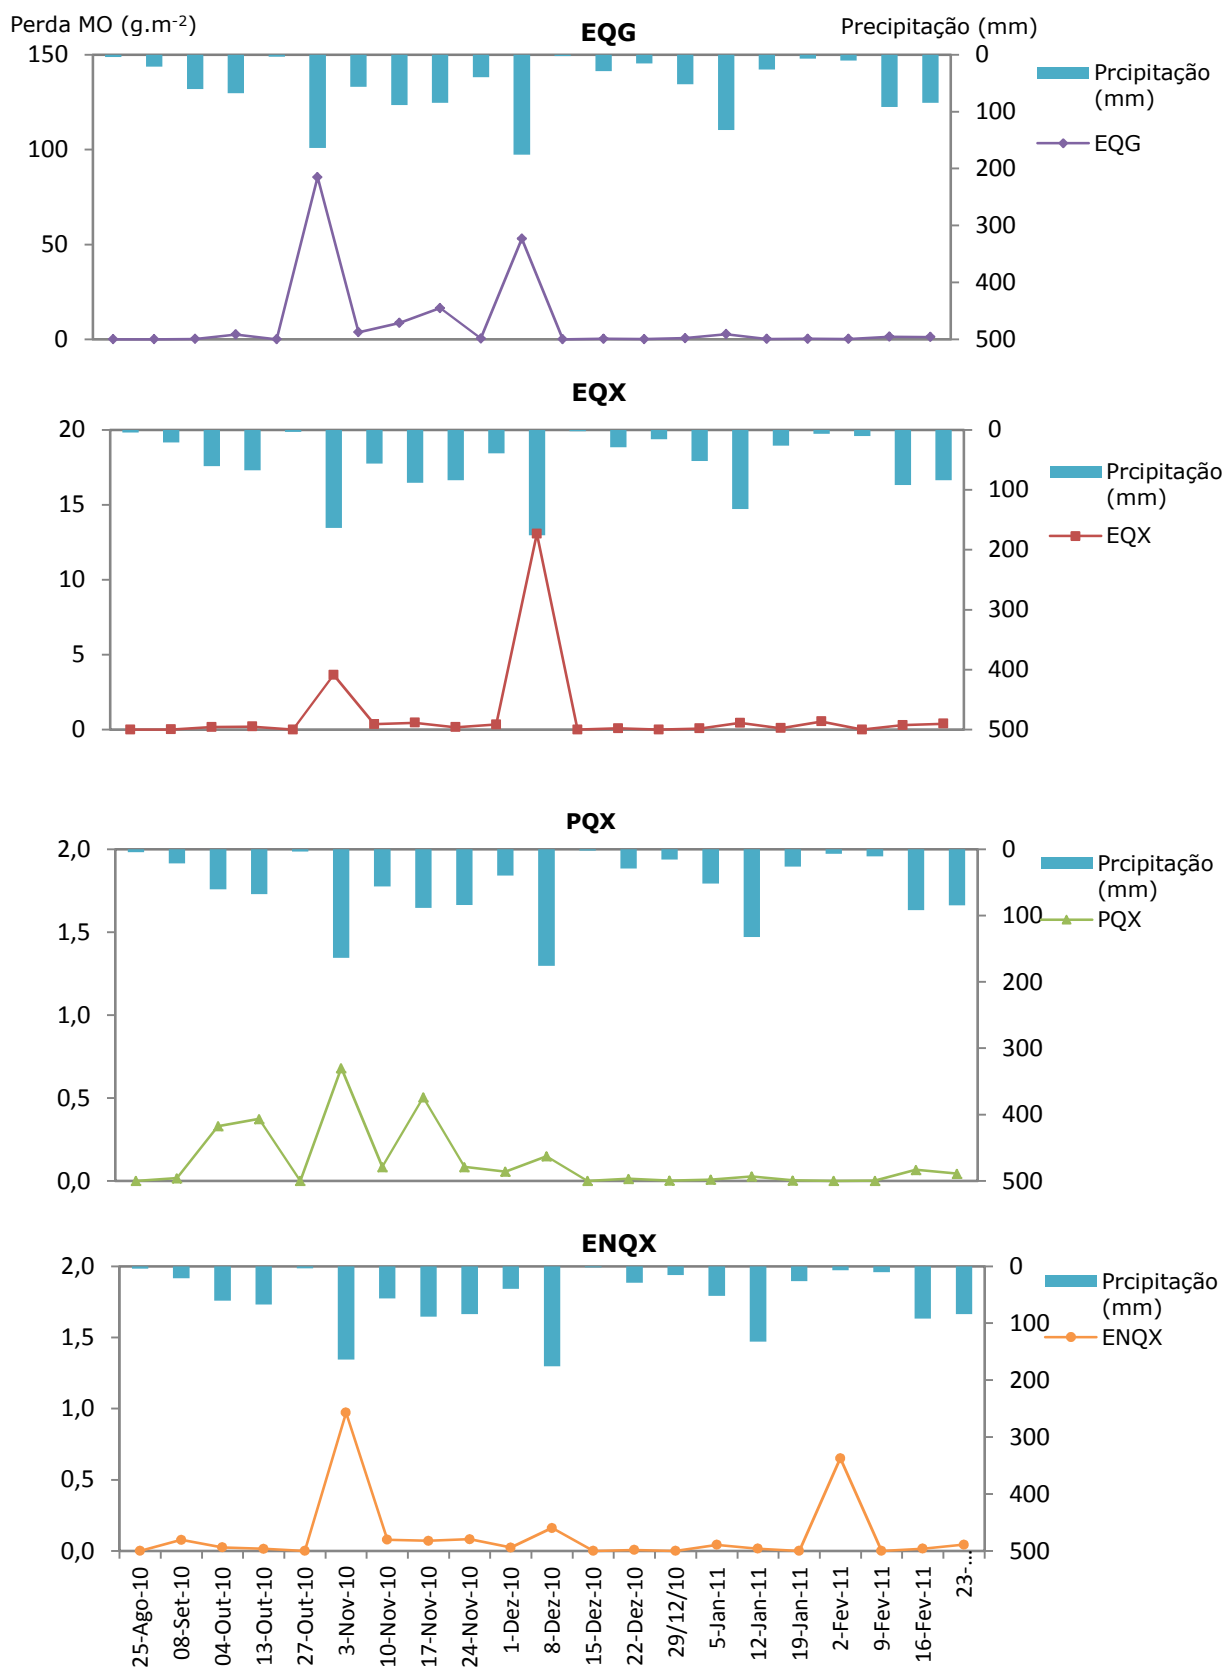 Perda MO (g.m-2)
EQG
Precipitação (mm)
150
100
50
0
0
100
200
300
400
500
Prcipitação
(mm)
EQG
EQX
20
15
10
5
0
0
100
200
300
400
500
Prcipitação
(mm)
EQX
PQX
2,0
1,5
1,0
0,5
0,0
0
100
200
300
400
500
Prcipitação
(mm)
PQX
ENQX
2,0
1,5
1,0
0,5
0,0
0
100
200
300
400
500
Prcipitação
(mm)
ENQX
25-Ago-10
08-Set-10
04-Out-10
13-Out-10
27-Out-10
3-Nov-10
10-Nov-10
17-Nov-10
24-Nov-10
1-Dez-10
8-Dez-10
15-Dez-10
22-Dez-10
29/12/10
5-Jan-11
12-Jan-11
19-Jan-11
2-Fev-11
9-Fev-11
16-Fev-11
23-...